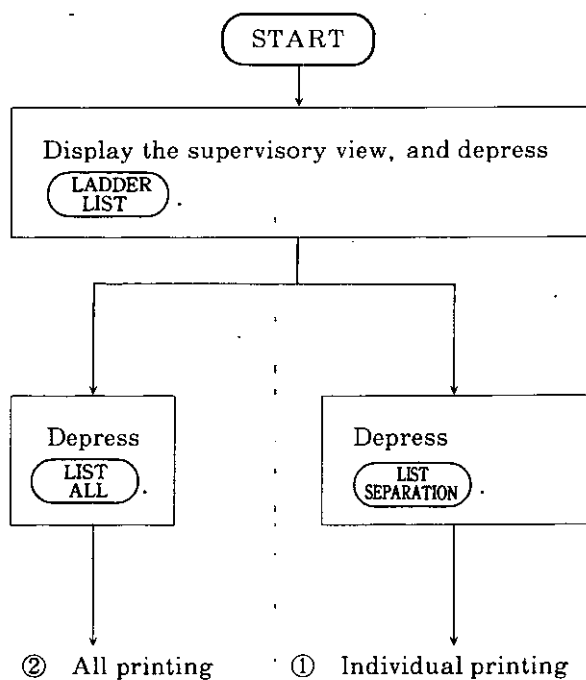 START
Display the supervisory view, and depress
LADDER
LIST .
Depress
LIST
ALL .
Depress
LIST
SEPARATION .
② All printing
① Individual printing